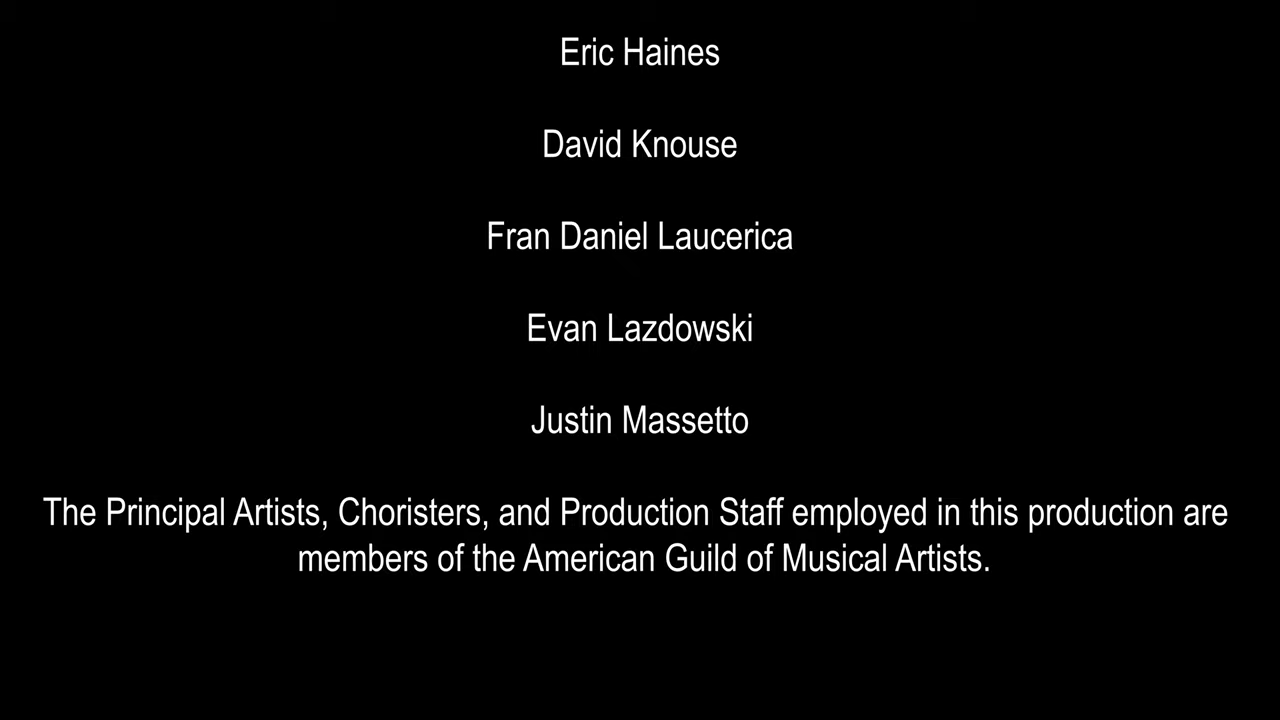 Eric Haines
David Knouse
Fran Daniel Laucerica
Evan Lazdowski
Justin Massetto
The Principal Artists, Choristers, and Production Staff employed in this production are
members of the American Guild of Musical Artists.